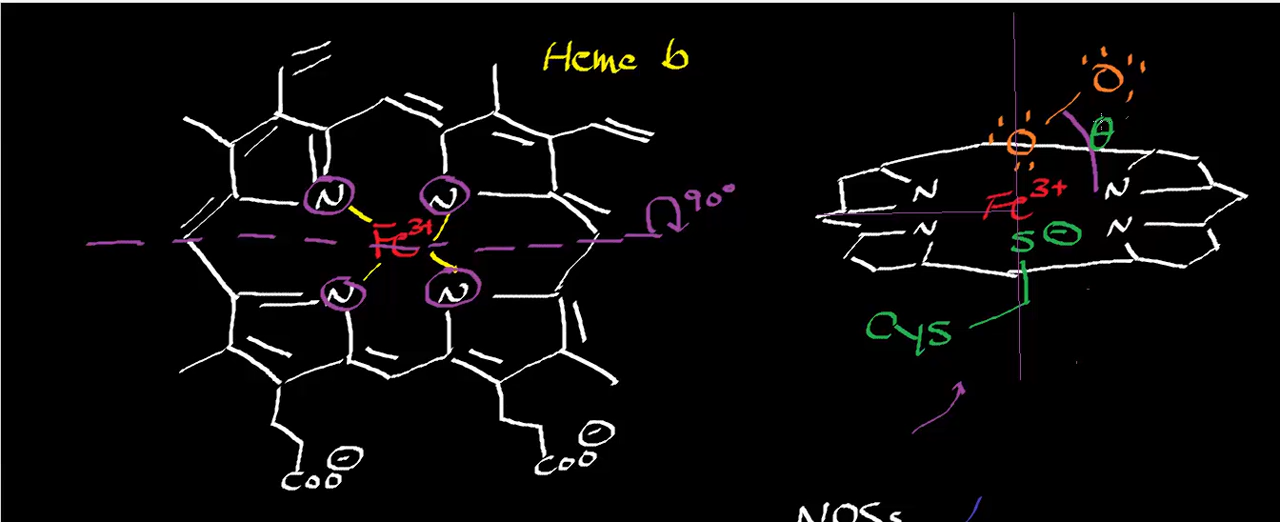 Heme b
N N
Fe3+
90°
N N
COO⊖
COO⊖
:O:
θ
:O:
N N
Fe3+
N N
S⊖
Cys
NOSs